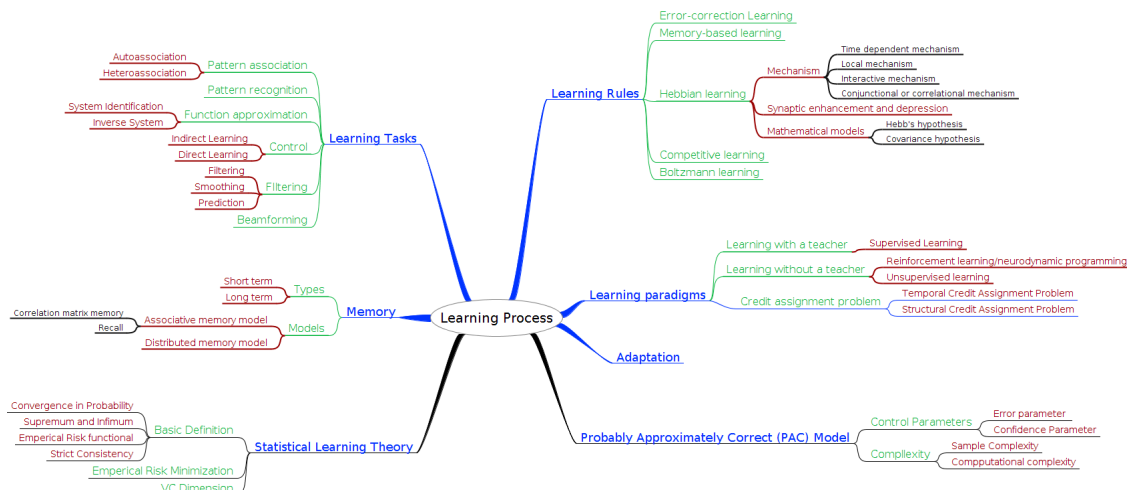 Learning Process
Learning Rules
Error-correction Learning
Memory-based learning
Hebbian learning
Mechanism
Time dependent mechanism
Local mechanism
Interactive mechanism
Conjunctional or correlational mechanism
Synaptic enhancement and depression
Mathematical models
Hebb's hypothesis
Covariance hypothesis
Competitive learning
Boltzmann learning
Learning paradigms
Learning with a teacher
Supervised Learning
Learning without a teacher
Reinforcement learning/neurodynamic programming
Unsupervised learning
Credit assignment problem
Temporal Credit Assignment Problem
Structural Credit Assignment Problem
Adaptation
Probably Approximately Correct (PAC) Model
Control Parameters
Error parameter
Confidence Parameter
Compllexity
Sample Complexity
Compputational complexity
Learning Tasks
Pattern association
Autoassociation
Heteroassociation
Pattern recognition
Function approximation
System Identification
Inverse System
Control
Indirect Learning
Direct Learning
FIltering
FIltering
Smoothing
Prediction
Beamforming
Memory
Types
Short term
Long term
Models
Associative memory model
Correlation matrix memory
Recall
Distributed memory model
Statistical Learning Theory
Basic Definition
Convergence in Probability
Supremum and Infimum
Emperical Risk functional
Strict Consistency
Emperical Risk Minimization
VC Dimension